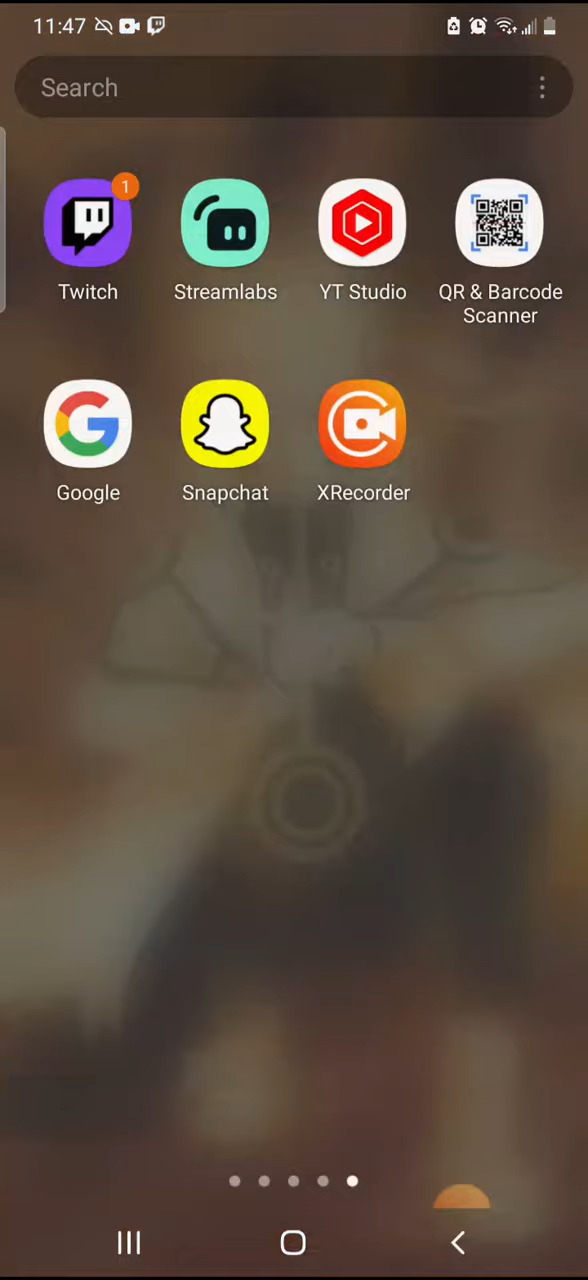 11:47
Search
1
Twitch
Streamlabs
YT Studio
QR & Barcode
Scanner
Google
Snapchat
XRecorder